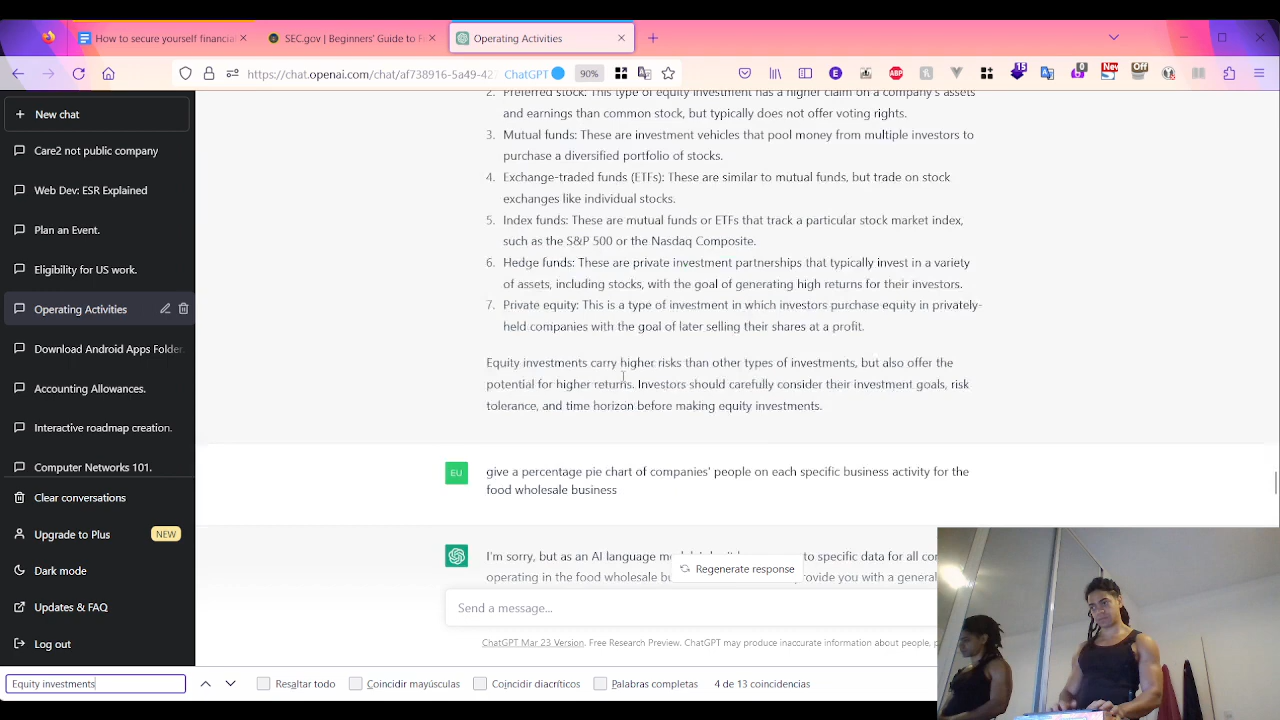 How to secure yourself financial
SEC.gov | Beginners' Guide to F
Operating Activities
https://chat.openai.com/chat/af738916-5a49-42
ChatGPT
90%
15
0
New
Off
New chat
Care2 not public company
Web Dev: ESR Explained
Plan an Event.
Eligibility for US work.
Operating Activities
Download Android Apps Folder
Accounting Allowances.
Interactive roadmap creation.
Computer Networks 101.
Clear conversations
Upgrade to Plus
NEW
Dark mode
Updates & FAQ
Log out
2. Preferred stock: This type of equity investment has a higher claim on a company's assets
and earnings than common stock, but typically does not offer voting rights.
3. Mutual funds: These are investment vehicles that pool money from multiple investors to
purchase a diversified portfolio of stocks.
4. Exchange-traded funds (ETFs): These are similar to mutual funds, but trade on stock
exchanges like individual stocks.
5. Index funds: These are mutual funds or ETFs that track a particular stock market index,
such as the S&P 500 or the Nasdaq Composite.
6. Hedge funds: These are private investment partnerships that typically invest in a variety
of assets, including stocks, with the goal of generating high returns for their investors.
7. Private equity: This is a type of investment in which investors purchase equity in privately-
held companies with the goal of later selling their shares at a profit.
Equity investments carry higher risks than other types of investments, but also offer the
potential for higher returns. Investors should carefully consider their investment goals, risk
tolerance, and time horizon before making equity investments.
EU
give a percentage pie chart of companies' people on each specific business activity for the
food wholesale business
I'm sorry, but as an AI language to specific data for all
operating in the food wholesale provide you with a general
Regenerate response
Send a message...
ChatGPT Mar 23 Version. Free Research Preview. ChatGPT may produce inaccurate information about people,
Equity investments
Resaltar todo
Coincidir mayúsculas
Coincidir diacríticos
Palabras completas
4 de 13 coincidencias